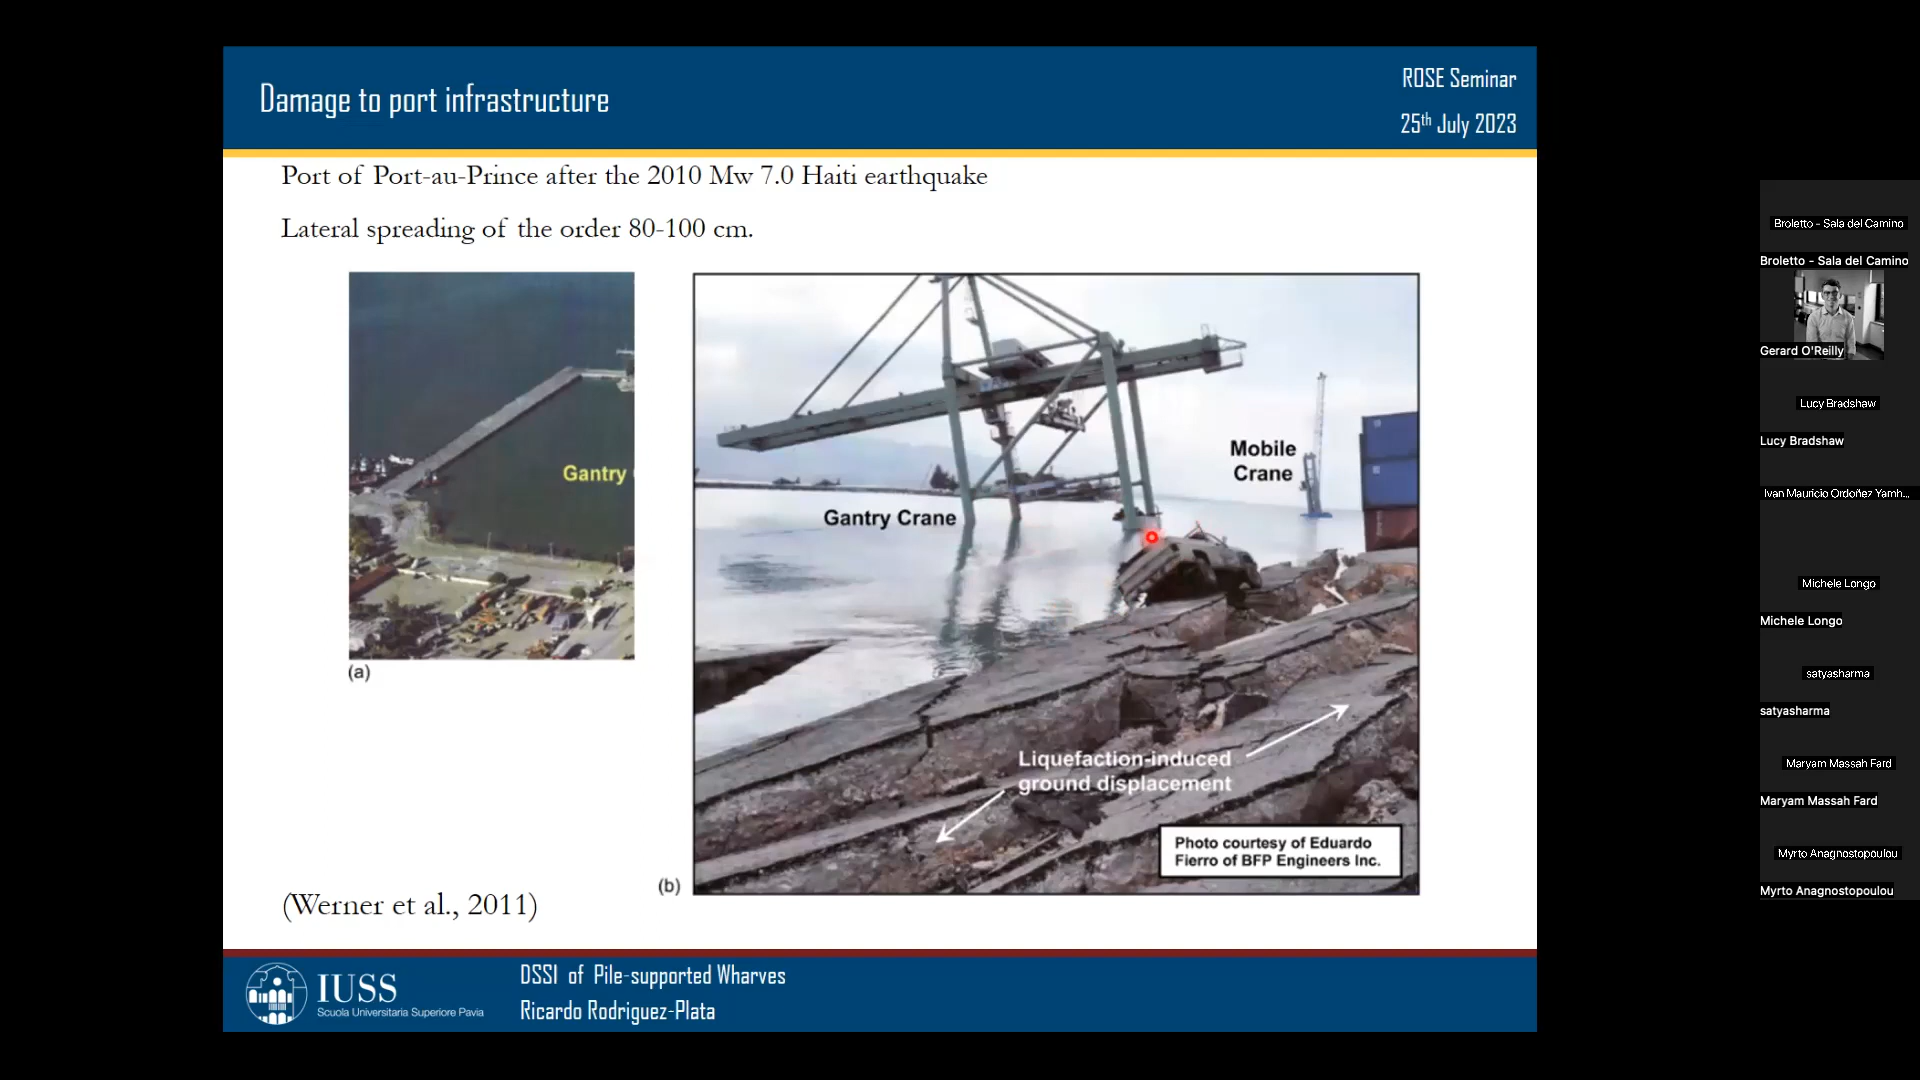 Damage to port infrastructure
ROSE Seminar
25th July 2023
Port of Port-au-Prince after the 2010 Mw 7.0 Haiti earthquake
Lateral spreading of the order 80-100 cm.
Gantry
(a)
Gantry Crane
Mobile
Crane
Liquefaction-induced
ground displacement
Photo courtesy of Eduardo
Fierro of BFP Engineers Inc.
(b)
(Werner et al., 2011)
IUSS
Scuola Universitaria Superiore Pavia
DSSI of Pile-supported Wharves
Ricardo Rodriguez-Plata
Broletto - Sala del Camino
Broletto - Sala del Camino
Gerard O'Reilly
Lucy Bradshaw
Lucy Bradshaw
Ivan Mauricio Ordoñez Yamh...
Michele Longo
Michele Longo
satyasharma
satyasharma
Maryam Massah Fard
Maryam Massah Fard
Myrto Anagnostopoulou
Myrto Anagnostopoulou